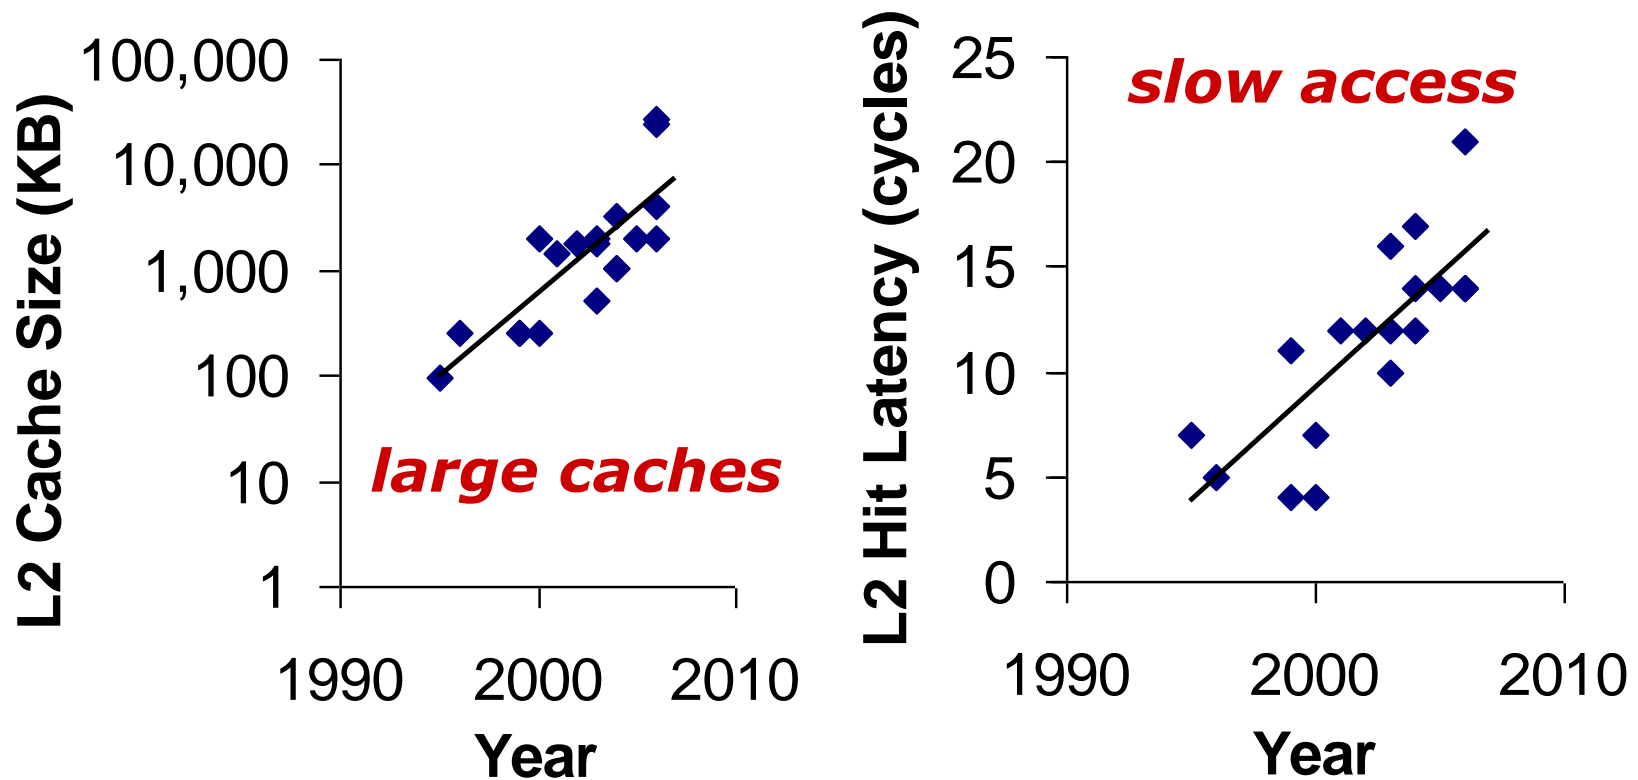 L2 Cache Size (KB)
100,000
10,000
1,000
100
10
1
large caches
1990 2000 2010
Year
L2 Hit Latency (cycles)
25
20
15
10
5
0
slow access
1990 2000 2010
Year